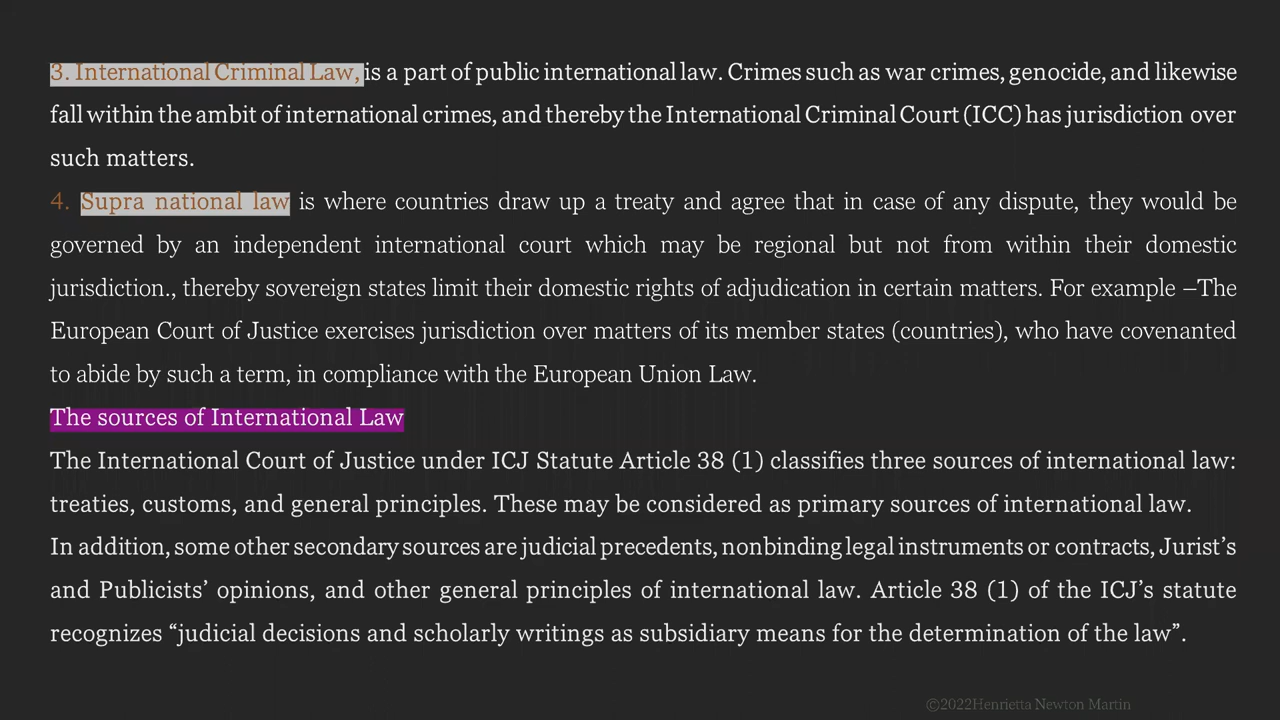 3. International Criminal Law, is a part of public international law. Crimes such as war crimes, genocide, and likewise
fall within the ambit of international crimes, and thereby the International Criminal Court (ICC) has jurisdiction over
such matters.
4. Supra national law is where countries draw up a treaty and agree that in case of any dispute, they would be
governed by an independent international court which may be regional but not from within their domestic
jurisdiction., thereby sovereign states limit their domestic rights of adjudication in certain matters. For example –The
European Court of Justice exercises jurisdiction over matters of its member states (countries), who have covenanted
to abide by such a term, in compliance with the European Union Law.
The sources of International Law
The International Court of Justice under ICJ Statute Article 38 (1) classifies three sources of international law:
treaties, customs, and general principles. These may be considered as primary sources of international law.
In addition, some other secondary sources are judicial precedents, nonbinding legal instruments or contracts, Jurist’s
and Publicists’ opinions, and other general principles of international law. Article 38 (1) of the ICJ’s statute
recognizes “judicial decisions and scholarly writings as subsidiary means for the determination of the law”.
©2022Henrietta Newton Martin